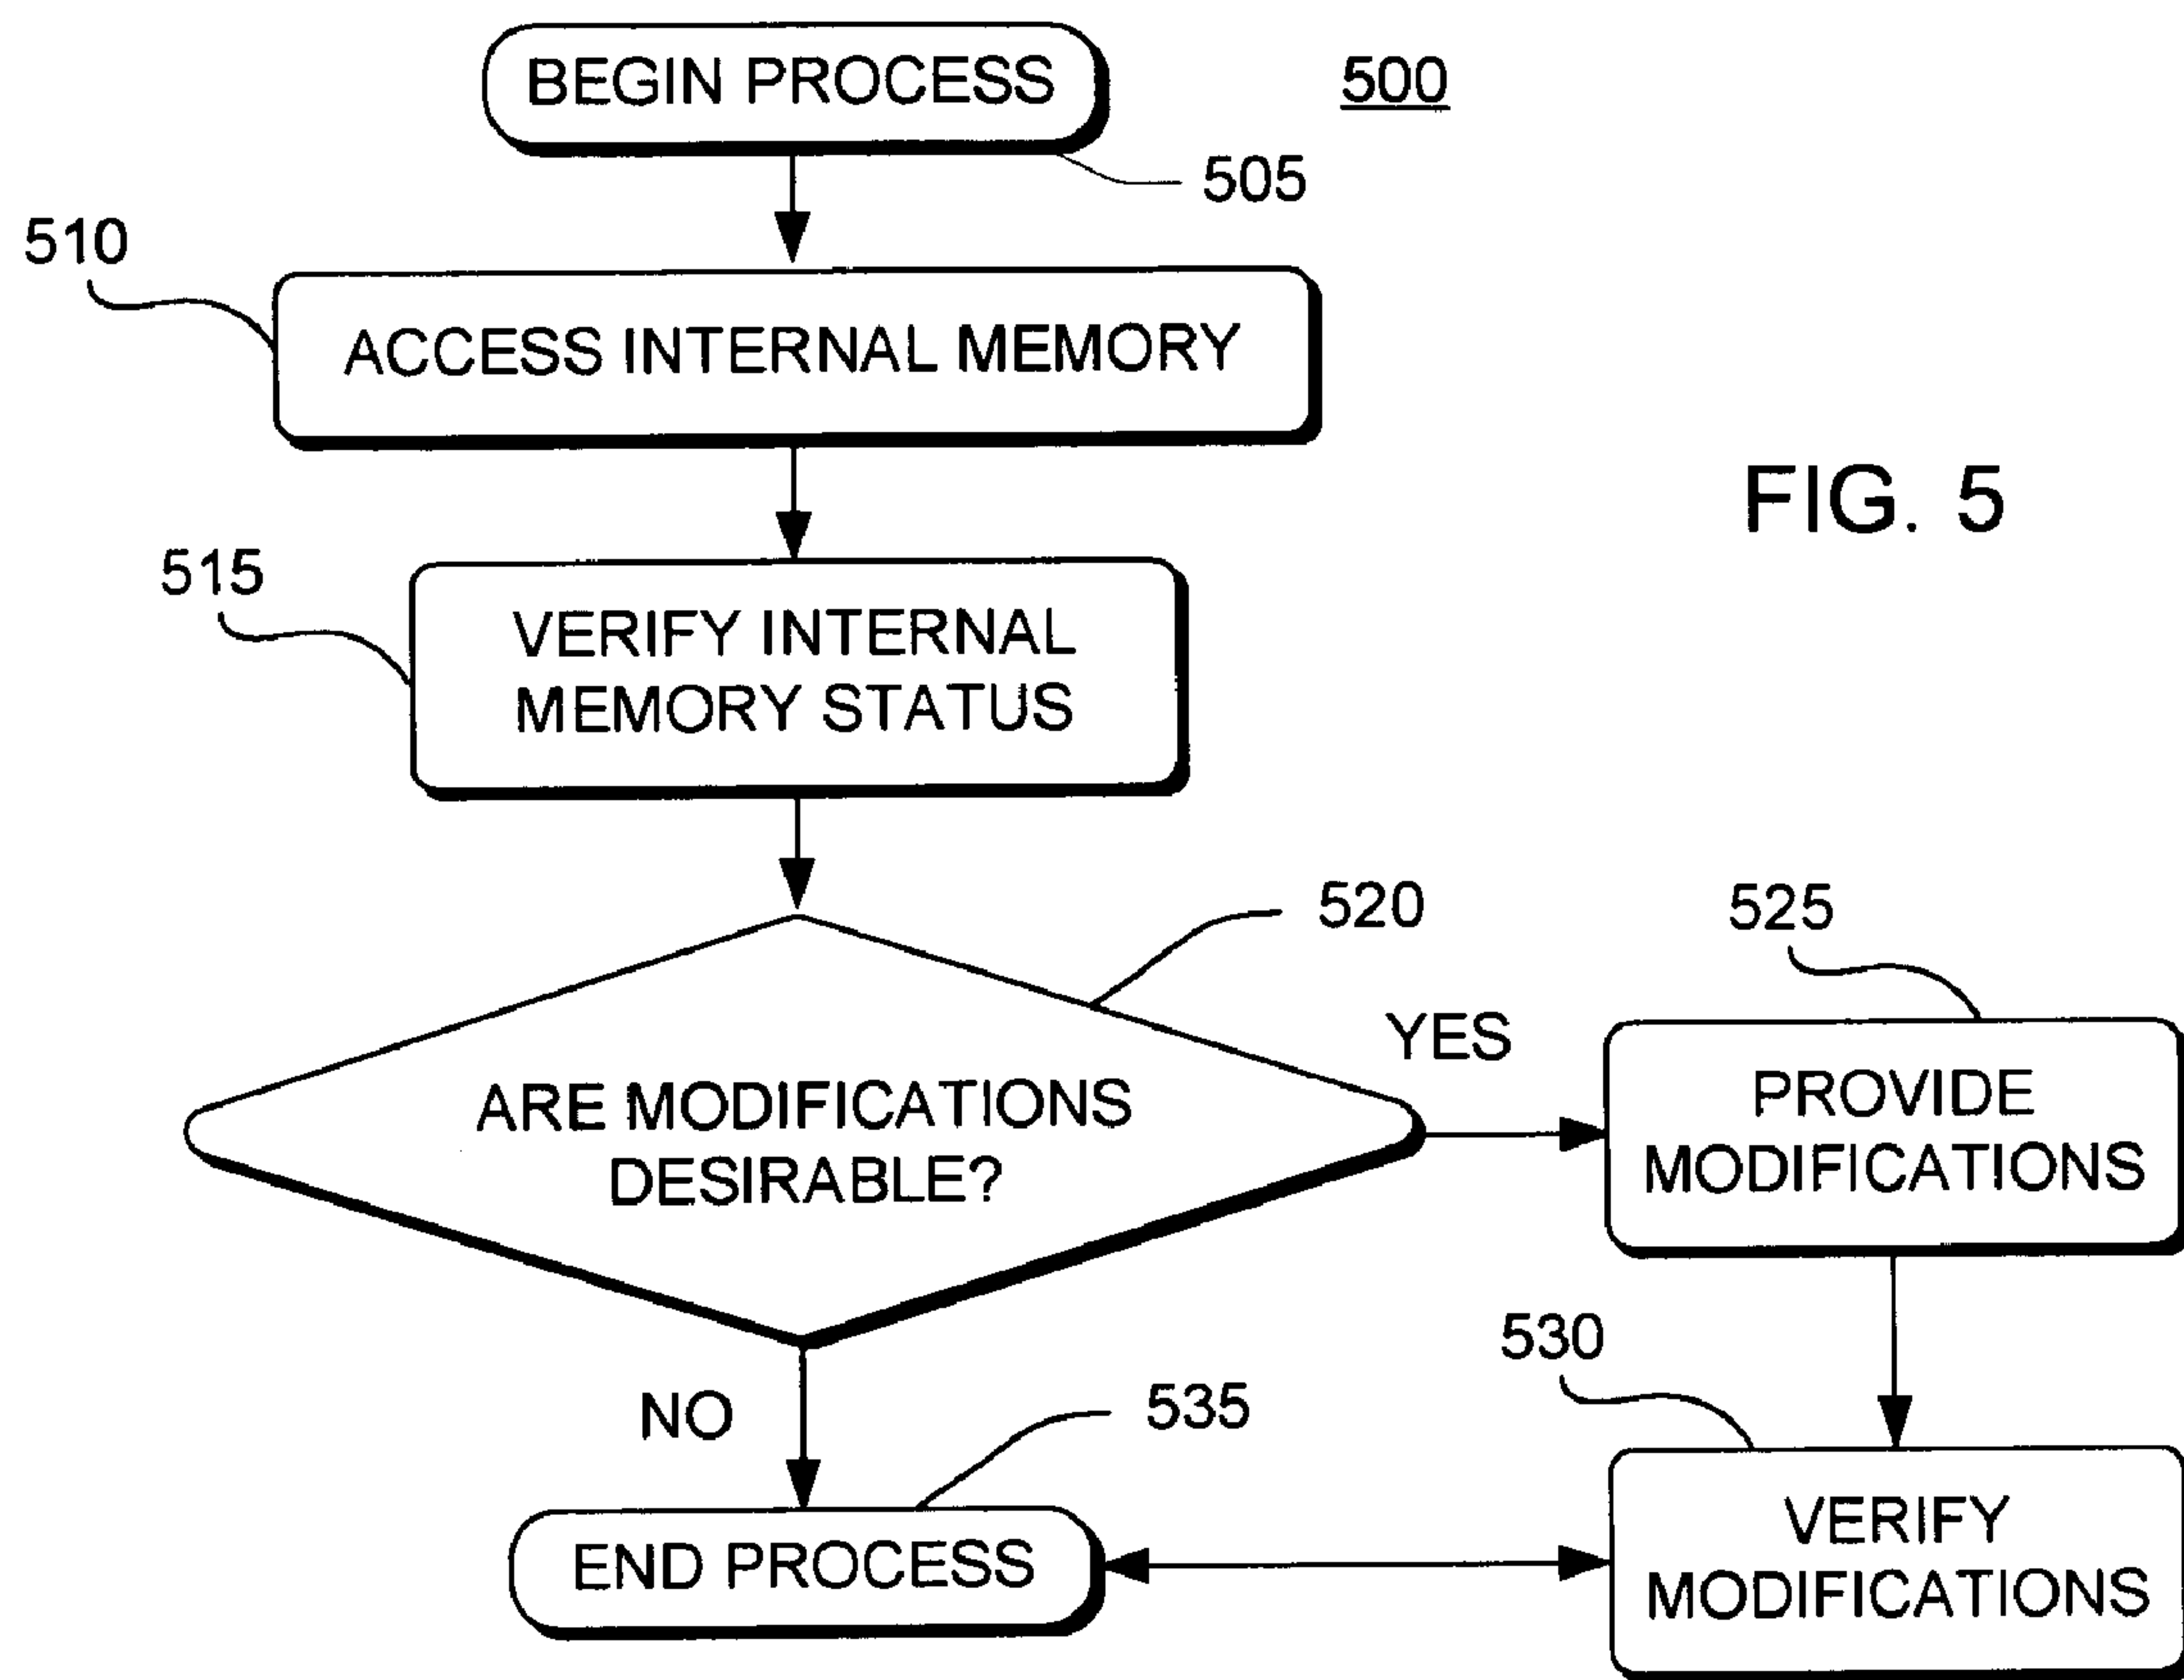 BEGIN PROCESS
500
505
510
ACCESS INTERNAL MEMORY
FIG. 5
515
VERIFY INTERNAL
MEMORY STATUS
520
525
YES
PROVIDE
MODIFICATIONS
ARE MODIFICATIONS
DESIRABLE?
530
NO
535
END PROCESS
VERIFY
MODIFICATIONS